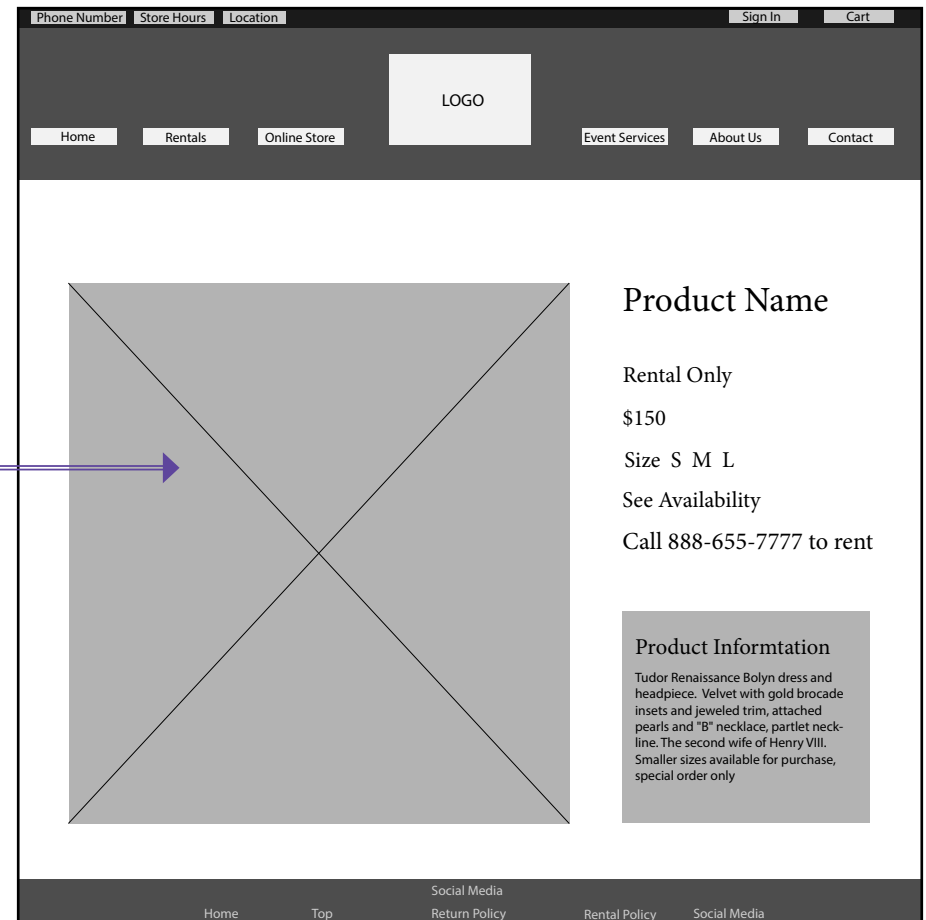 Phone Number Store Hours Location Sign In Cart
LOGO
Home Rentals Online Store Event Services About Us Contact
Product Name
Rental Only
$150
Size S M L
See Availability
Call 888-655-7777 to rent
Product Informtation
Tudor Renaissance Bolyn dress and
headpiece. Velvet with gold brocade
insets and jeweled trim, attached
pearls and "B" necklace, partlet neck-
line. The second wife of Henry VIII.
Smaller sizes available for purchase,
special order only
Social Media
Home Top Return Policy Rental Policy Social Media